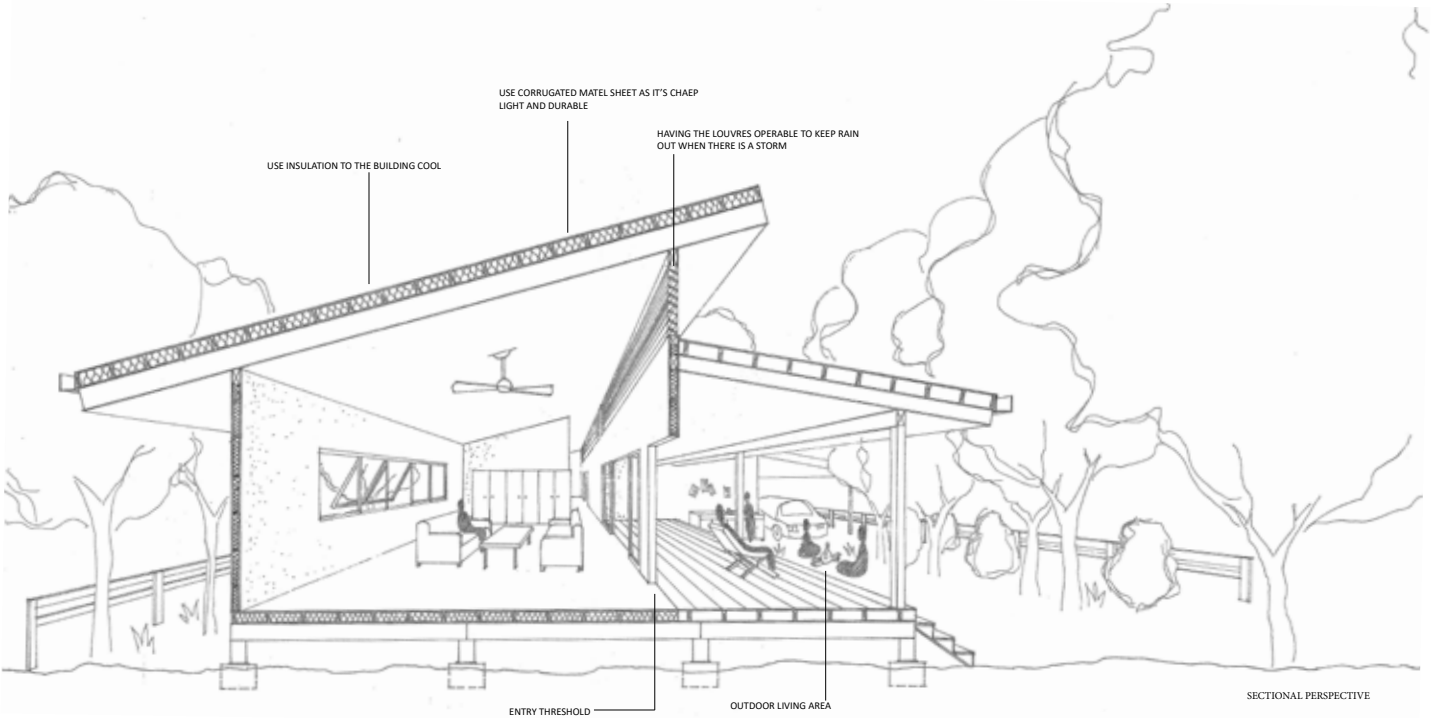 USE CORRUGATED MATEL SHEET AS IT'S CHAEP
LIGHT AND DURABLE
HAVING THE LOUVRES OPERABLE TO KEEP RAIN
OUT WHEN THERE IS A STORM
USE INSULATION TO THE BUILDING COOL
SECTIONAL PERSPECTIVE
OUTDOOR LIVING AREA
ENTRY THRESHOLD